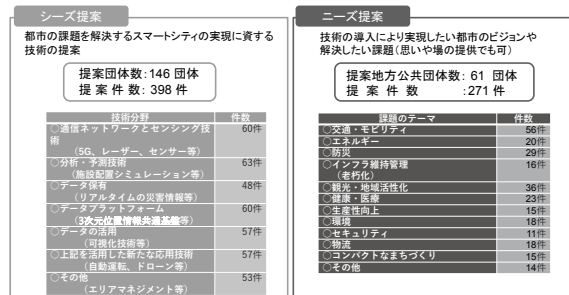 シーズ提案
都市の課題を解決するスマートシティの実現に資する
技術の提案
提案団体数:146 団体
提 案 件 数: 398 件
技術分野 件数
○通信ネットワークとセンシング技 60件
術
(5G、レーザー、センサー等)
○分析・予測技術 63件
(施設配置シミュレーション等)
○データ保有 48件
(リアルタイムの災害情報等)
○データプラットフォーム 60件
(3次元位置情報共通基盤等)
○データの活用 57件
(可視化技術等)
○上記を活用した新たな応用技術 57件
(自動運転、ドローン等)
○その他 53件
(エリアマネジメント等)
ニーズ提案
技術の導入により実現したい都市のビジョンや
解決したい課題(思いや場の提供でも可)
提案地方公共団体数: 61 団体
提 案 件 数 :271 件
課題のテーマ 件数
○交通・モビリティ 56件
○エネルギー 20件
○防災 29件
○インフラ維持管理 16件
(老朽化)
○観光・地域活性化 36件
○健康・医療 23件
○生産性向上 15件
○環境 18件
○セキュリティ 11件
○物流 18件
○コンパクトなまちづくり 15件
○その他 14件